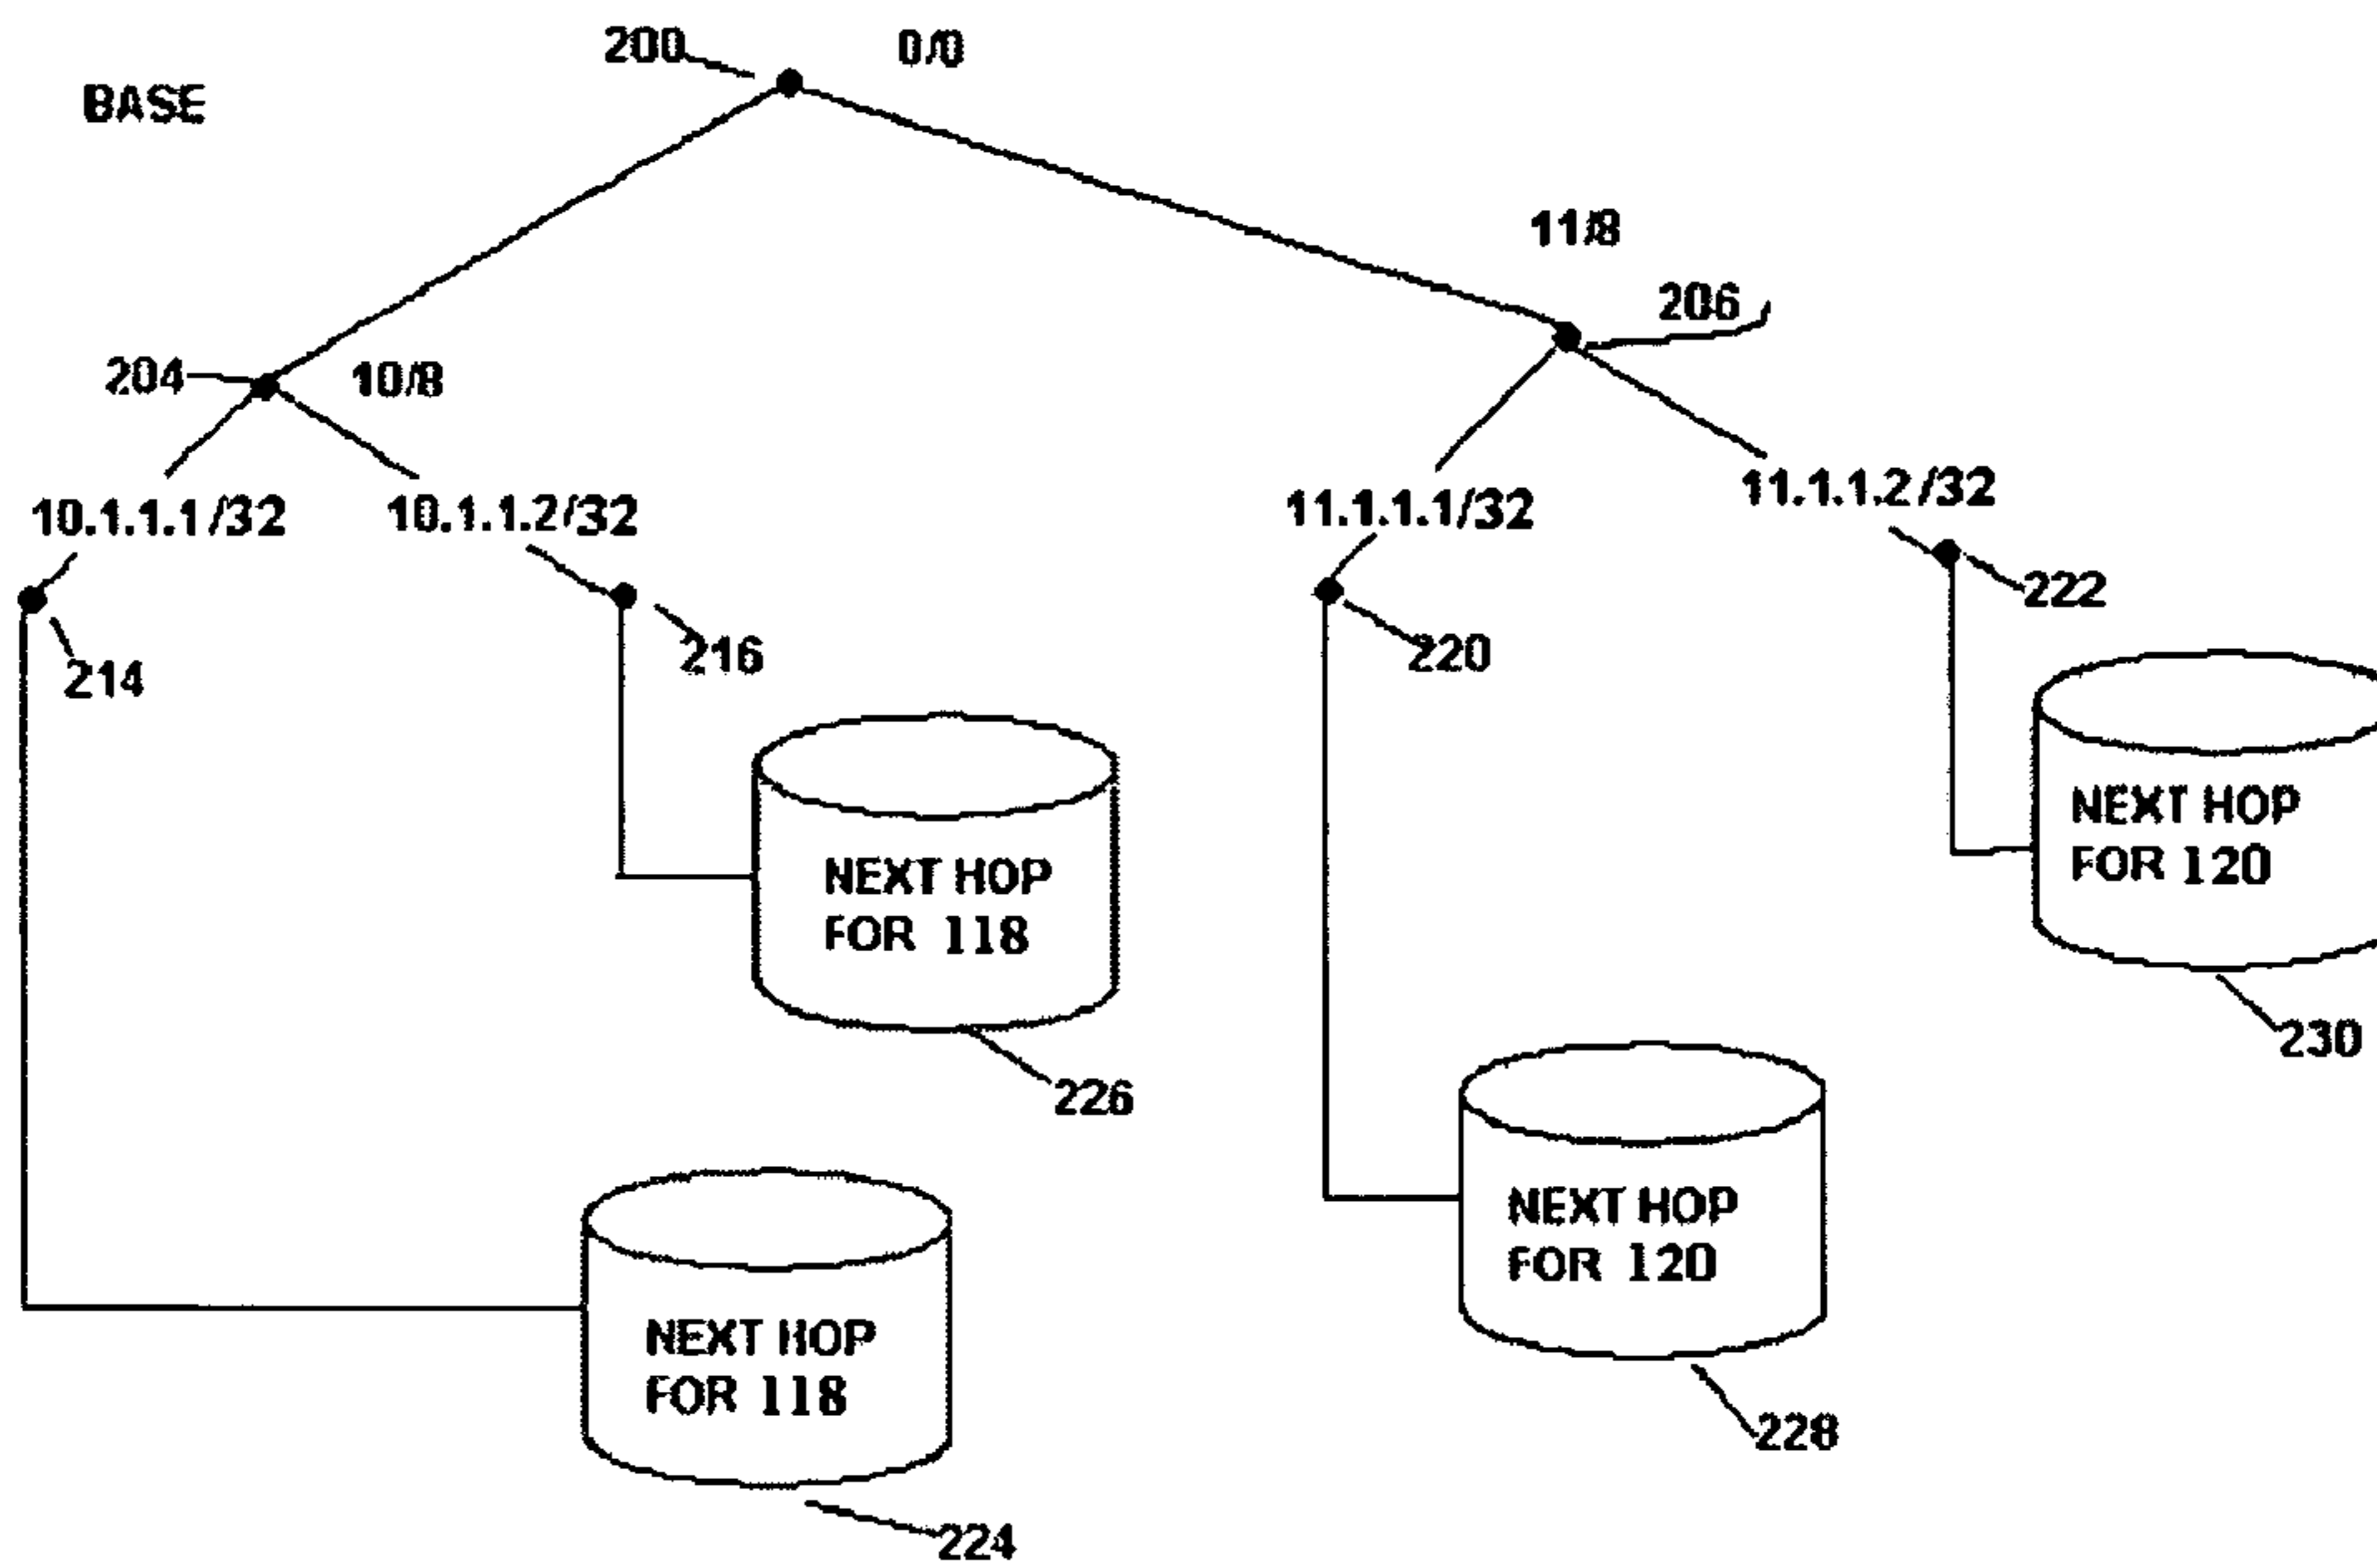 200
0/0
BASE
11/8
206
204
10/8
10.1.1.1/32
10.1.1.2/32
11.1.1.1/32
11.1.1.2/32
214
216
220
222
NEXT HOP
FOR 118
226
NEXT HOP
FOR 120
230
NEXT HOP
FOR 118
224
NEXT HOP
FOR 120
228